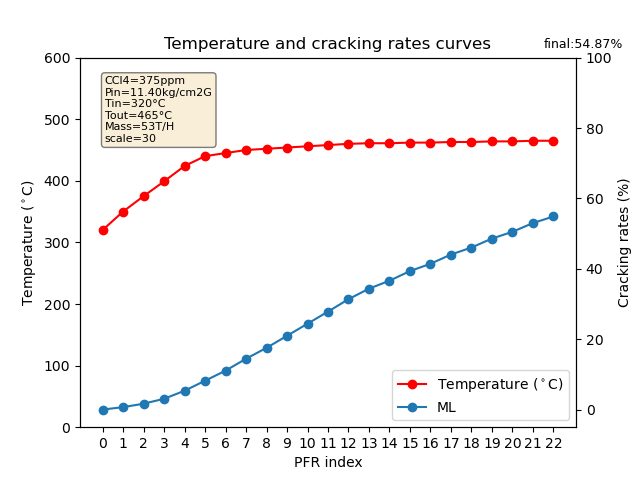 Temperature and cracking rates curves
final:54.87%
CCl4=375ppm
Pin=11.40kg/cm2G
Tin=320°C
Tout=465°C
Mass=53T/H
scale=30
Temperature (°C)
600
500
400
300
200
100
0
100
80
60
40
20
0
Cracking rates (%)
Temperature (°C)
ML
0 1 2 3 4 5 6 7 8 9 10 11 12 13 14 15 16 17 18 19 20 21 22
PFR index